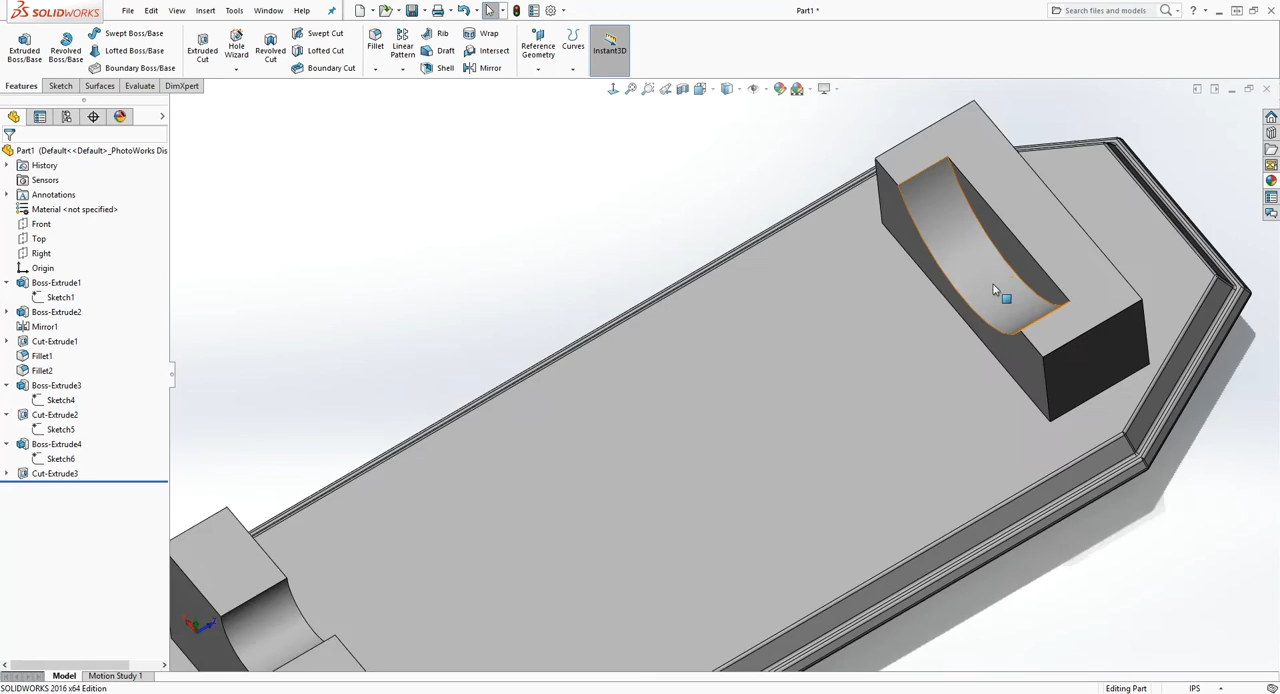 SOLIDWORKS File Edit View Insert Tools Window Help Part1 * Search files and models ?
Extruded Boss/Base Revolved Boss/Base Swept Boss/Base Lofted Boss/Base Boundary Boss/Base Extruded Cut Hole Wizard Revolved Cut Swept Cut Lofted Cut Boundary Cut Fillet Linear Pattern Rib Draft Shell Wrap Intersect Mirror Reference Geometry Curves Instant3D
Features Sketch Surfaces Evaluate DimXpert
Part1 (Default<<Default>_PhotoWorks Dis
History
Sensors
Annotations
Material <not specified>
Front
Top
Right
Origin
Boss-Extrude1
Sketch1
Boss-Extrude2
Mirror1
Cut-Extrude1
Fillet1
Fillet2
Boss-Extrude3
Sketch4
Cut-Extrude2
Sketch5
Boss-Extrude4
Sketch6
Cut-Extrude3
Model Motion Study 1
SOLIDWORKS 2016 x64 Edition Editing Part IPS